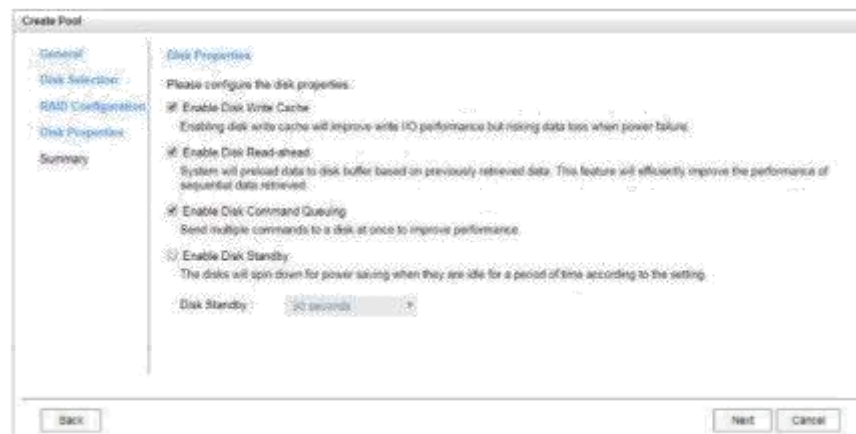 Create Pool
General
Disk Selection
RAID Configuration
Disk Properties
Summary
Disk Properties
Please configure the disk properties.
Enable Disk Write Cache
Enabling disk write cache will improve write I/O performance but risking data loss when power failure.
Enable Disk Read-ahead
System will preload data to disk buffer based on previously retrieved data. This feature will efficiently improve the performance of
sequential data retrieved.
Enable Disk Command Queuing
Send multiple commands to a disk at once to improve performance.
Enable Disk Standby
The disks will spin down for power saving when they are idle for a period of time according to the setting.
Disk Standby : seconds
Back
Next
Cancel